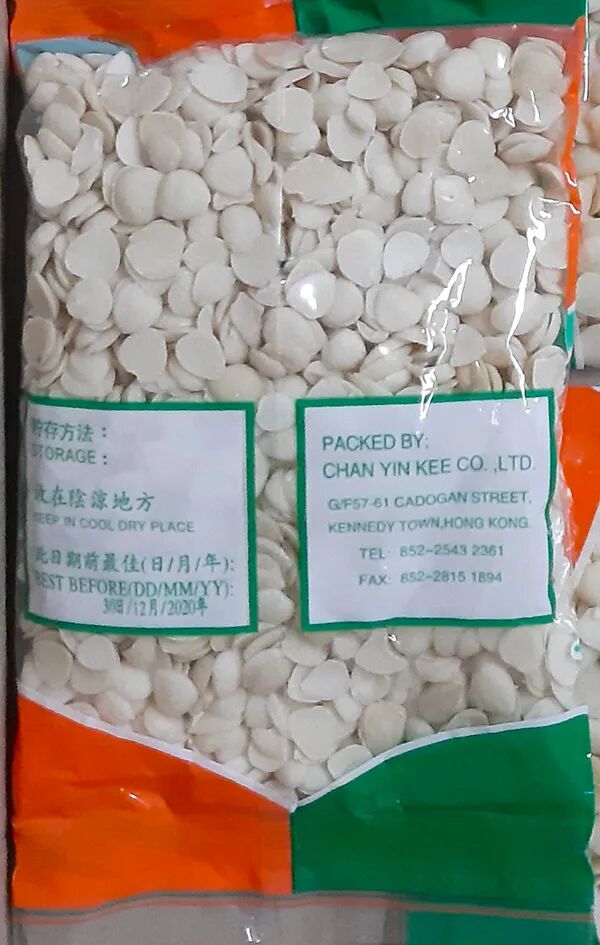 貯存方法：
STORAGE :
放在陰涼地方
KEEP IN COOL DRY PLACE
此日期前最佳(日/月/年):
BEST BEFORE(DD/MM/YY):
30日/12月/2020年
PACKED BY:
CHAN YIN KEE CO. ,LTD.
G/F57-61 CADOGAN STREET,
KENNEDY TOWN,HONG KONG.
TEL: 852-2543 2361
FAX: 852-2815 1894